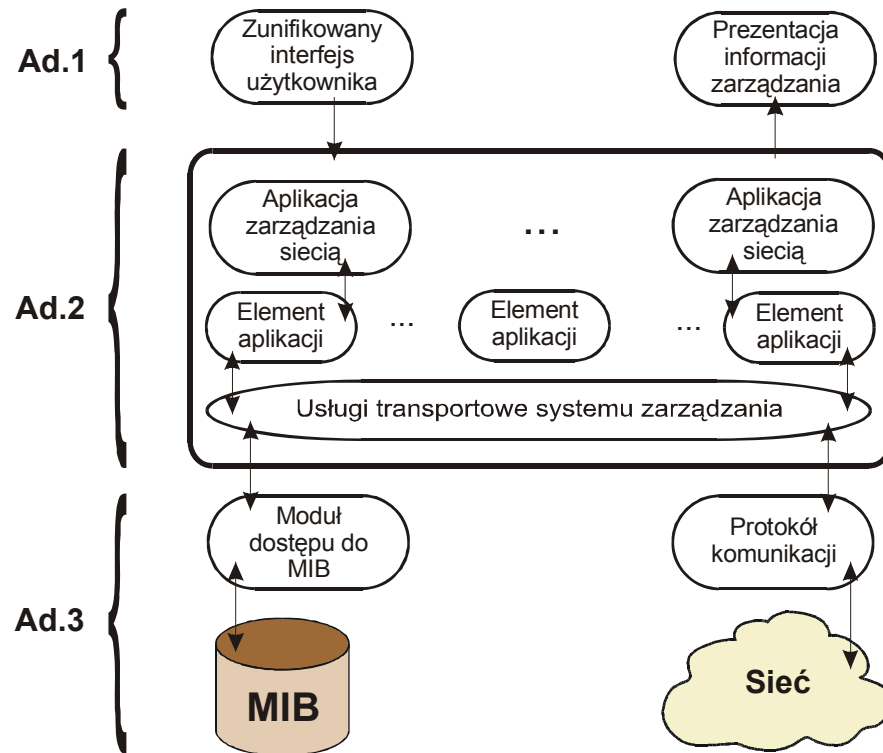 Ad.1
Zunifikowany
interfejs
użytkownika
Prezentacja
informacji
zarządzania
Ad.2
Aplikacja
zarządzania
siecią
...
Aplikacja
zarządzania
siecią
Element
aplikacji
...
Element
aplikacji
...
Element
aplikacji
Usługi transportowe systemu zarządzania
Ad.3
Moduł
dostępu do
MIB
Protokół
komunikacji
MIB
Sieć